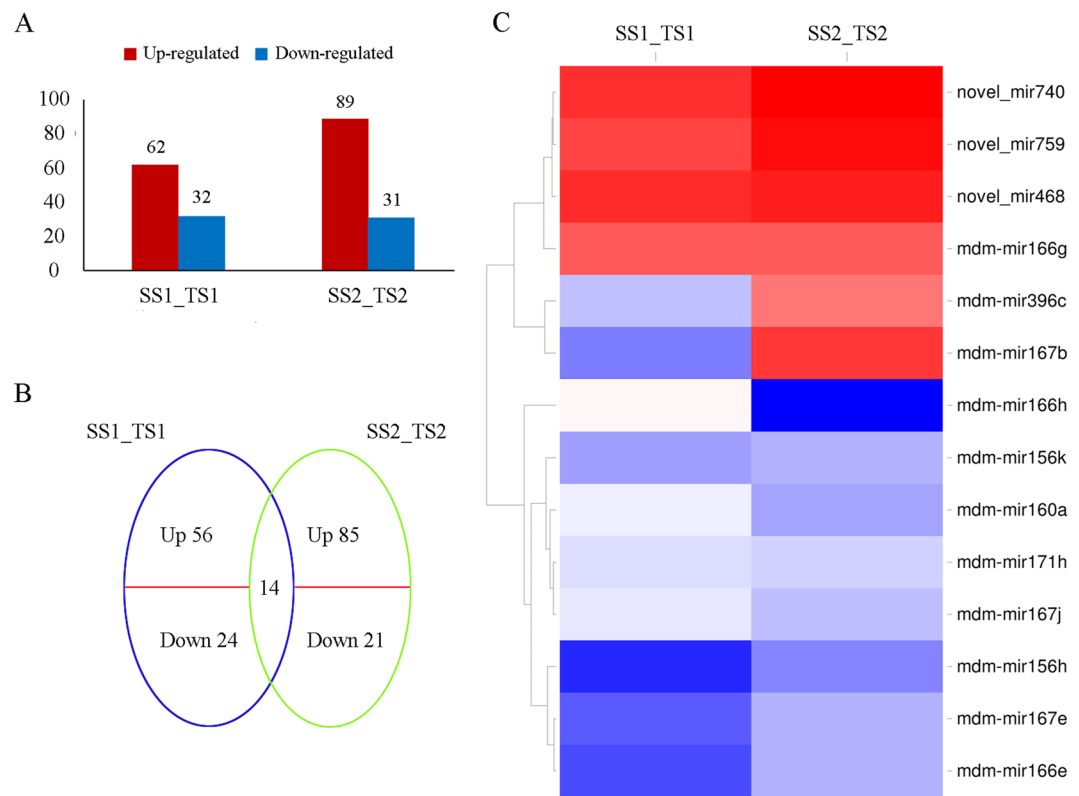 A
Up-regulated Down-regulated
100
80
60
40
20
0
62
32
89
31
SS1_TS1 SS2_TS2
B
SS1_TS1 SS2_TS2
Up 56 Up 85
14
Down 24 Down 21
C
SS1_TS1 SS2_TS2
novel_mir740
novel_mir759
novel_mir468
mdm-mir166g
mdm-mir396c
mdm-mir167b
mdm-mir166h
mdm-mir156k
mdm-mir160a
mdm-mir171h
mdm-mir167j
mdm-mir156h
mdm-mir167e
mdm-mir166e